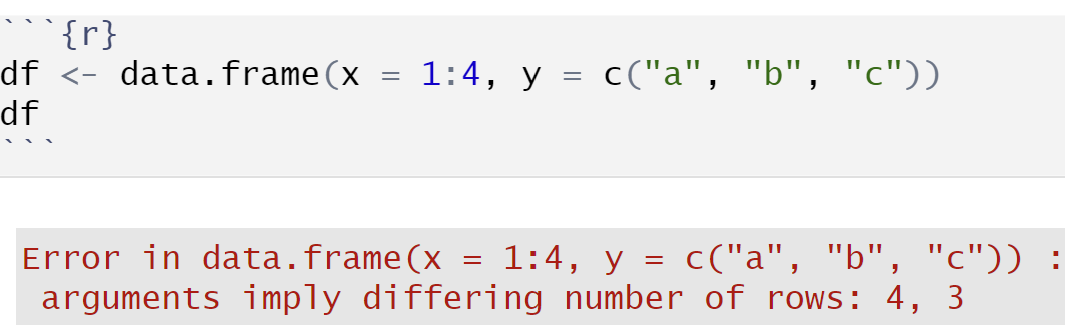 ```{r}
df <- data.frame(x = 1:4, y = c("a", "b", "c"))
df
```
Error in data.frame(x = 1:4, y = c("a", "b", "c")) :
arguments imply differing number of rows: 4, 3